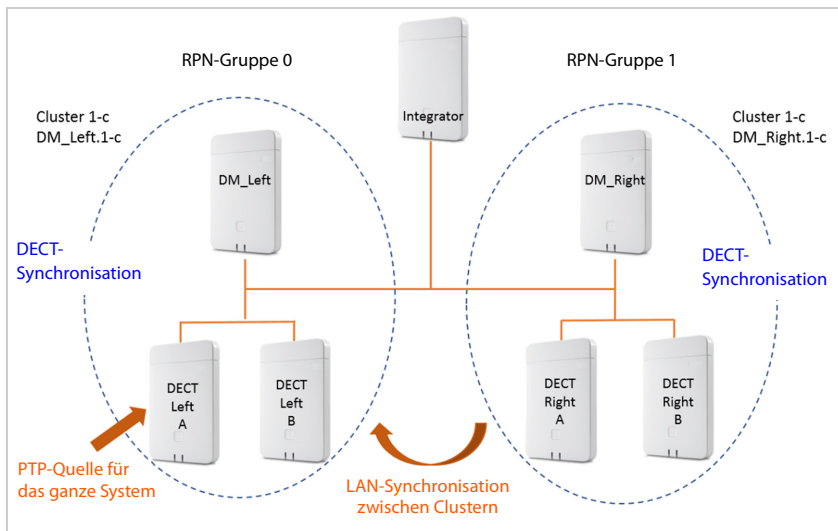 RPN-Gruppe 0
RPN-Gruppe 1
Integrator
Cluster 1-c
DM_Left.1-c
Cluster 1-c
DM_Right.1-c
DM_Left
DM_Right
DECT-
Synchronisation
DECT-
Synchronisation
DECT
Left
A
DECT
Left
B
DECT
Right
A
DECT
Right
B
PTP-Quelle für
das ganze System
LAN-Synchronisation
zwischen Clustern